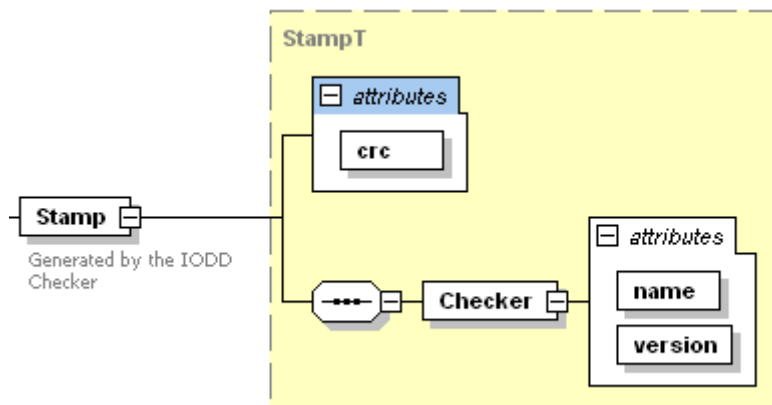 StampT
attributes
crc
Stamp
Generated by the IODD
Checker
attributes
Checker
name
version